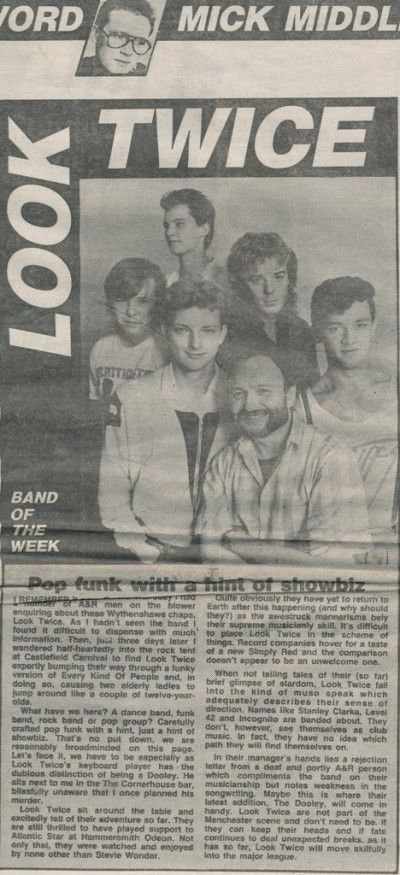 WORD MICK MIDDL
LOOK
TWICE
BAND
OF
THE
WEEK
Pop funk with a hint of showbiz
I REMEMBER I had
number of A&R men on the blower
enquiring about these Wythenshawe chaps,
Look Twice. As I hadn't seen the band I
found it difficult to dispense with much
information. Then, just three days later I
wandered half-heartedly into the rock tent
at Castlefield Carnival to find Look Twice
expertly bumping their way through a funky
version of Every Kind Of People and, in
doing so, causing two elderly ladies to
jump around like a couple of twelve-year-
olds.
What have we here? A dance band, funk
band, rock band or pop group? Carefully
crafted pop funk with a hint, just a hint of
showbiz. That's no put down, we are
reasonably broadminded on this page.
Let's face it, we have to be especially as
Look Twice's keyboard player has the
dubious distinction of being a Dooley. He
sits next to me in the The Cornerhouse bar,
blissfully unaware that I once planned his
murder.
Look Twice sit around the table and
excitedly tell of their adventure so far. They
are still thrilled to have played support to
Atlantic Star at Hammersmith Odeon. Not
only that, they were watched and enjoyed
by none other than Stevie Wonder.
Quite obviously they have yet to return to
Earth after this happening (and why should
they?) as the awestruck mannerisms bely
their supreme musicianly skill. It's difficult
to place Look Twice in the scheme of
things. Record companies hover for a taste
of a new Simply Red and the comparison
doesn't appear to be an unwelcome one.
When not telling tales of their (so far)
brief glimpse of stardom, Look Twice fall
into the kind of muso speak which
adequately describes their sense of
direction. Names like Stanley Clarke, Level
42 and Incognito are bandied about. They
don't, however, see themselves as club
music. In fact, they have no idea which
path they will find themselves on.
In their manager's hands lies a rejection
letter from a dead and portly A&R person
which compliments the band on their
musicianship but notes weakness in the
songwriting. Maybe this is where their
latest addition, The Dooley, will come in
handy. Look Twice are not part of the
Manchester scene and don't need to be. If
they can keep their heads and if fate
continues to deal unexpected breaks, as it
has so far, Look Twice will move skilfully
into the major league.